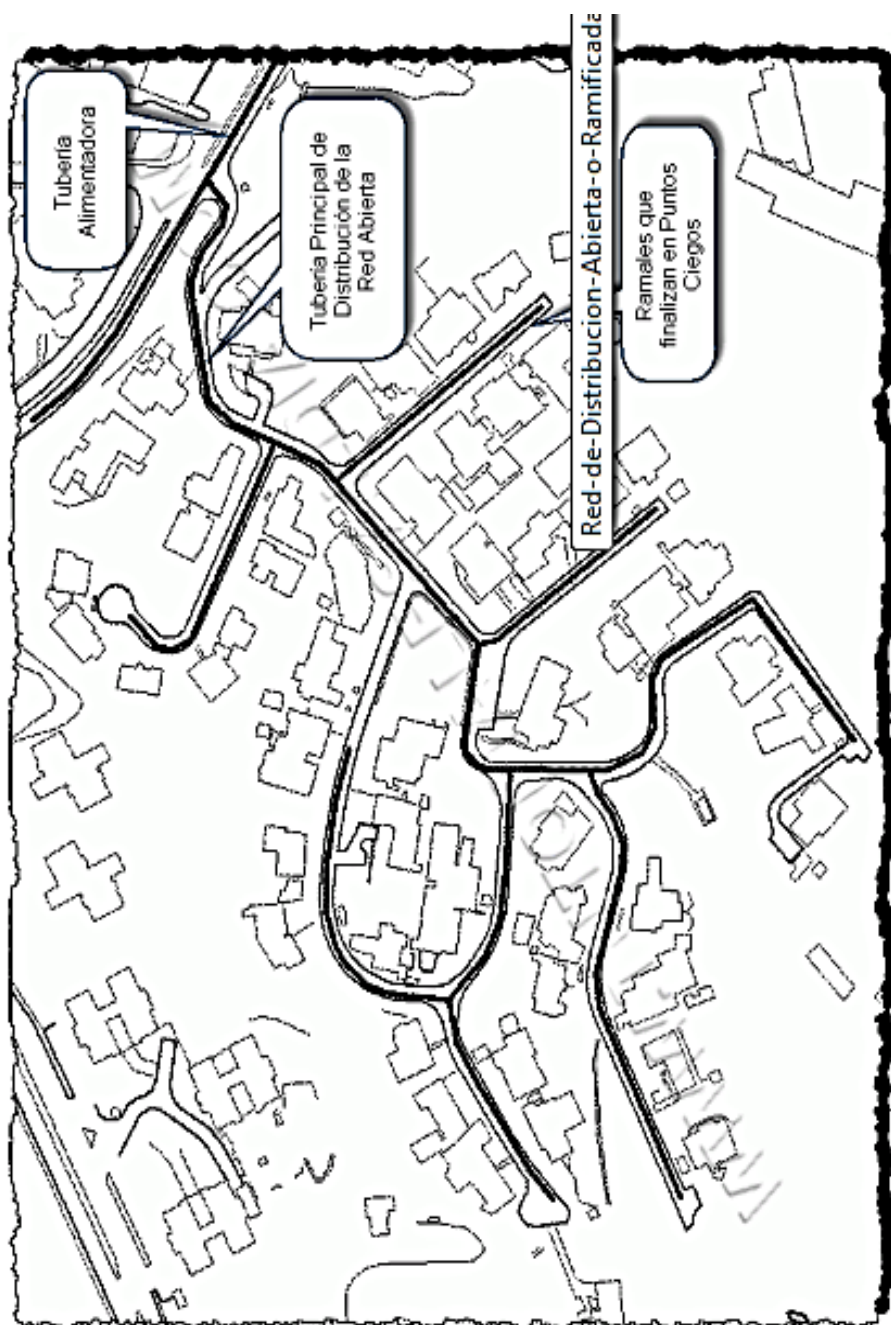 Tubería
Alimentadora
Tubería Principal de
Distribución de la
Red Abierta
Red-de-Distribucion-Abierta-o-Ramificada
Ramales que
finalizan en Puntos
Ciegos